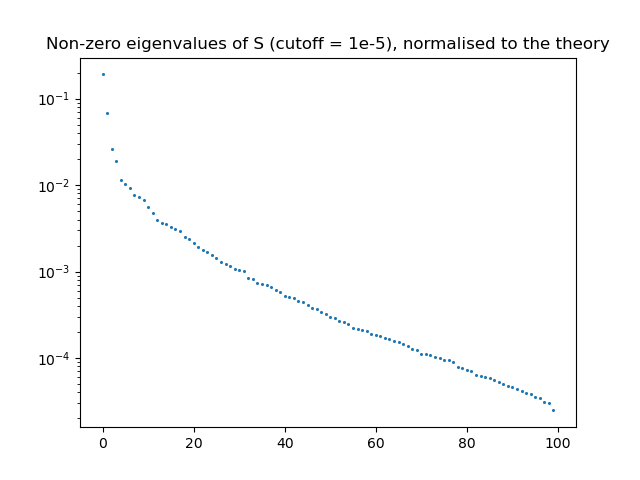 Non-zero eigenvalues of S (cutoff = 1e-5), normalised to the theory
10⁻¹
10⁻²
10⁻³
10⁻⁴
0 20 40 60 80 100